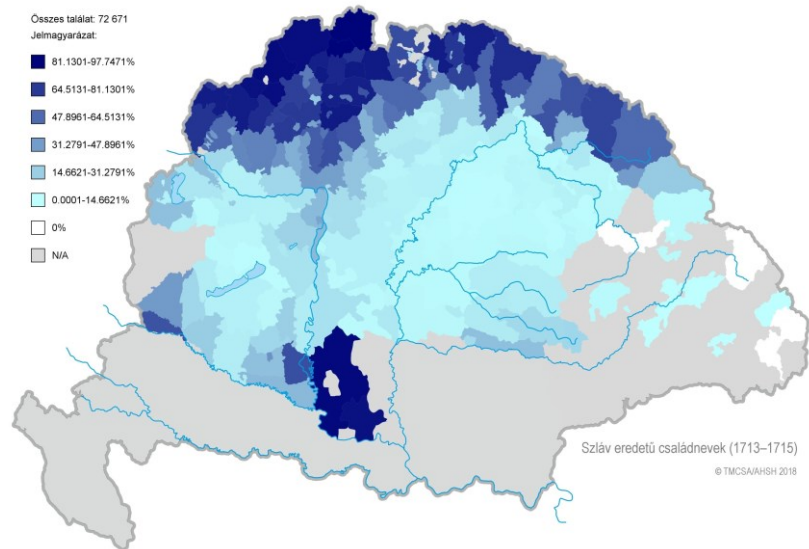 Összes találat: 72 671
Jelmagyarázat:
81.1301-97.7471%
64.5131-81.1301%
47.8961-64.5131%
31.2791-47.8961%
14.6621-31.2791%
0.0001-14.6621%
0%
N/A
Szláv eredetű családnevek (1713–1715)
© TMCSA/AHSH 2018